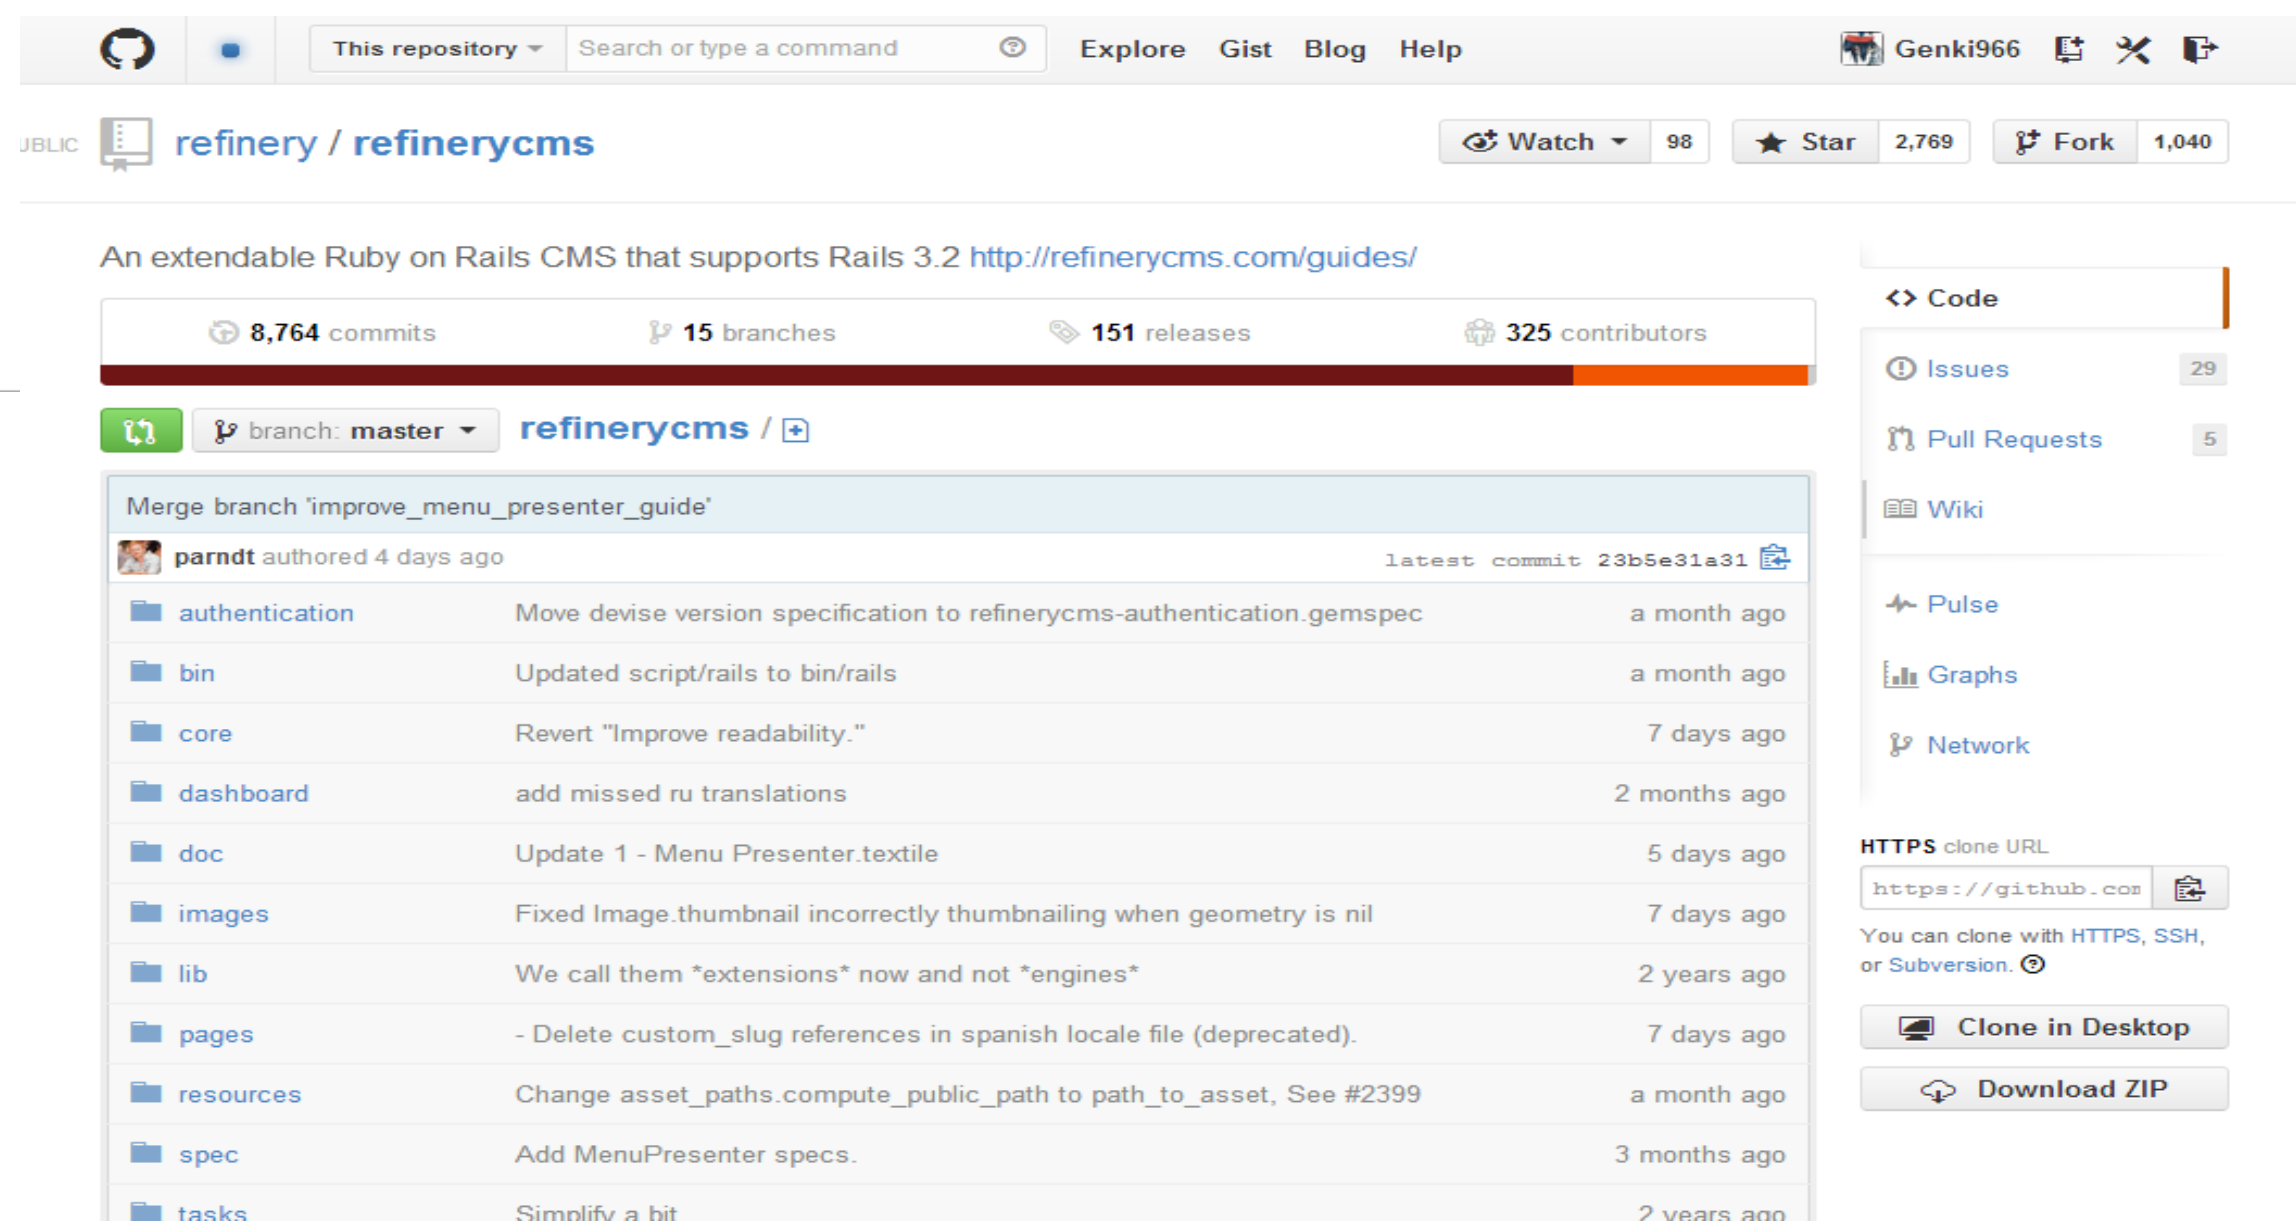 This repository Search or type a command Explore Gist Blog Help Genki966
refinery / refinerycms Watch 98 Star 2,769 Fork 1,040
An extendable Ruby on Rails CMS that supports Rails 3.2 http://refinerycms.com/guides/
8,764 commits 15 branches 151 releases 325 contributors
branch: master refinerycms /
Merge branch 'improve_menu_presenter_guide'
parndt authored 4 days ago latest commit 23b5e31a31
authentication Move devise version specification to refinerycms-authentication.gemspec a month ago
bin Updated script/rails to bin/rails a month ago
core Revert "Improve readability." 7 days ago
dashboard add missed ru translations 2 months ago
doc Update 1 - Menu Presenter.textile 5 days ago
images Fixed Image.thumbnail incorrectly thumbnailing when geometry is nil 7 days ago
lib We call them *extensions* now and not *engines* 2 years ago
pages - Delete custom_slug references in spanish locale file (deprecated). 7 days ago
resources Change asset_paths.compute_public_path to path_to_asset, See #2399 a month ago
spec Add MenuPresenter specs. 3 months ago
tasks Simplify a bit 2 years ago
Code
Issues 29
Pull Requests 5
Wiki
Pulse
Graphs
Network
HTTPS clone URL
https://github.com
You can clone with HTTPS, SSH,
or Subversion.
Clone in Desktop
Download ZIP